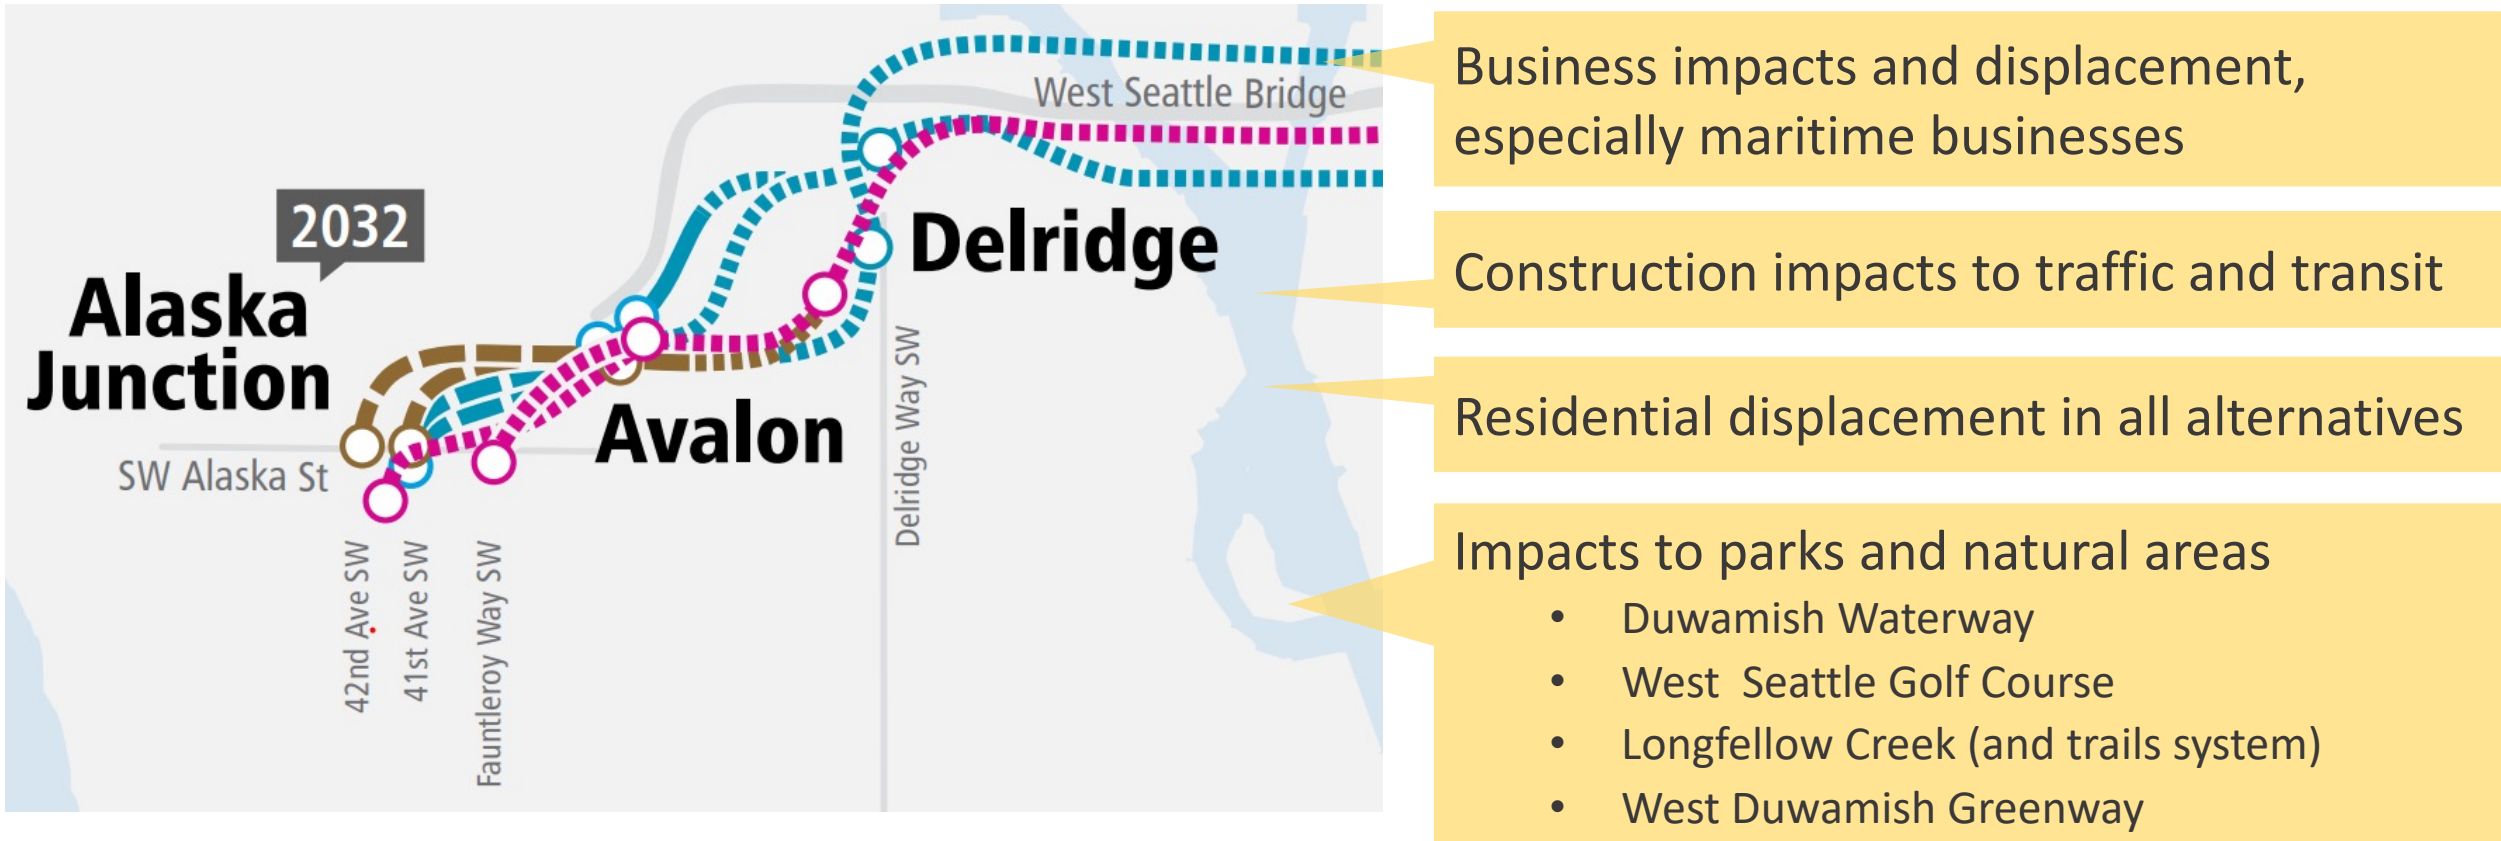 West Seattle Bridge
2032
Alaska
Junction
Delridge
Avalon
SW Alaska St
42nd Ave SW
41st Ave SW
Fauntleroy Way SW
Delridge Way SW
Business impacts and displacement,
especially maritime businesses
Construction impacts to traffic and transit
Residential displacement in all alternatives
Impacts to parks and natural areas
• Duwamish Waterway
• West  Seattle Golf Course
• Longfellow Creek (and trails system)
• West Duwamish Greenway